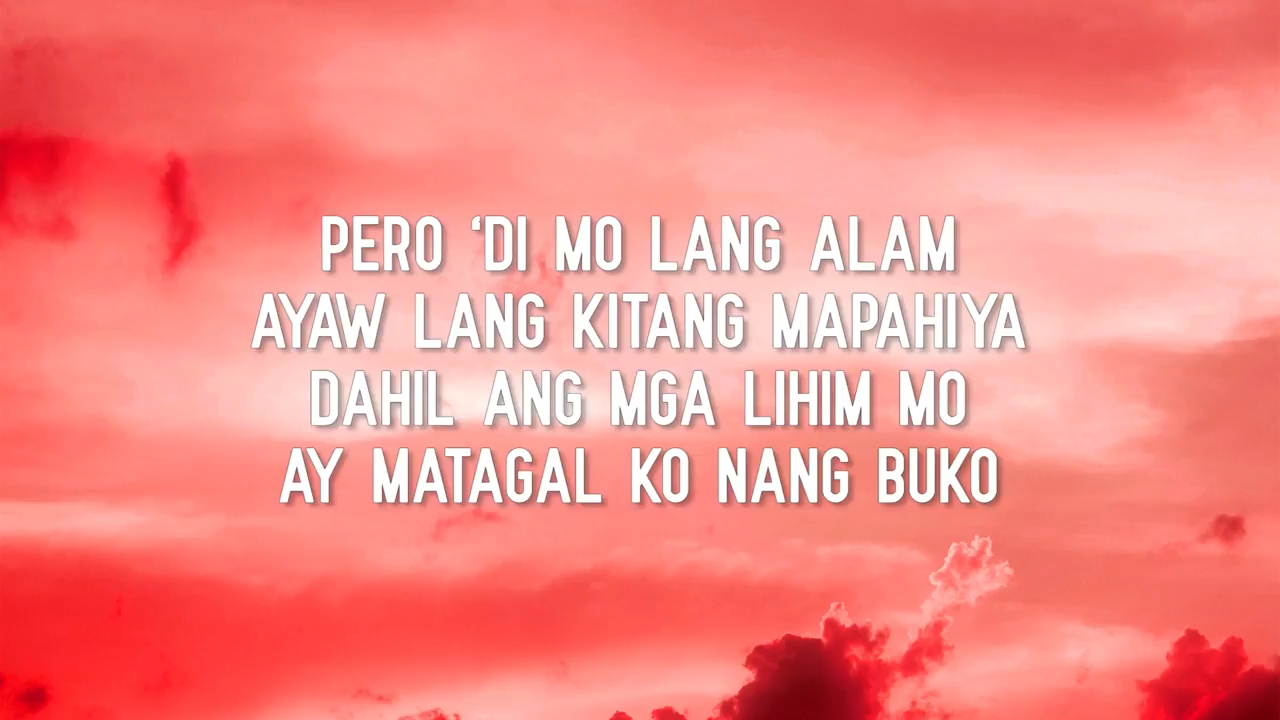 PERO ‘DI MO LANG ALAM
AYAW LANG KITANG MAPAHIYA
DAHIL ANG MGA LIHIM MO
AY MATAGAL KO NANG BUKO